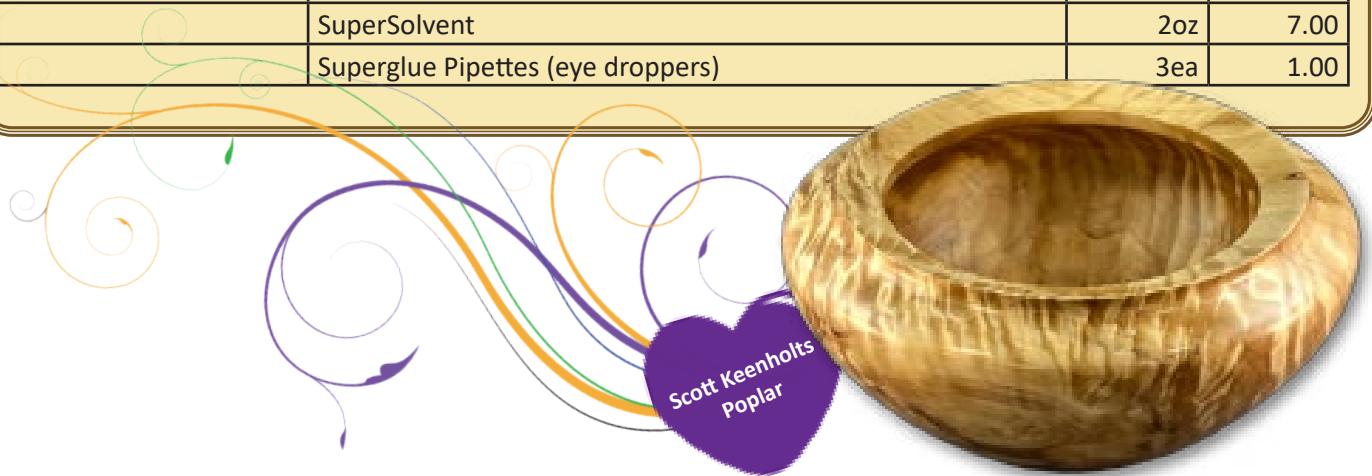 SuperSolvent 2oz 7.00
Superglue Pipettes (eye droppers) 3ea 1.00
Scott Keenholts
Poplar